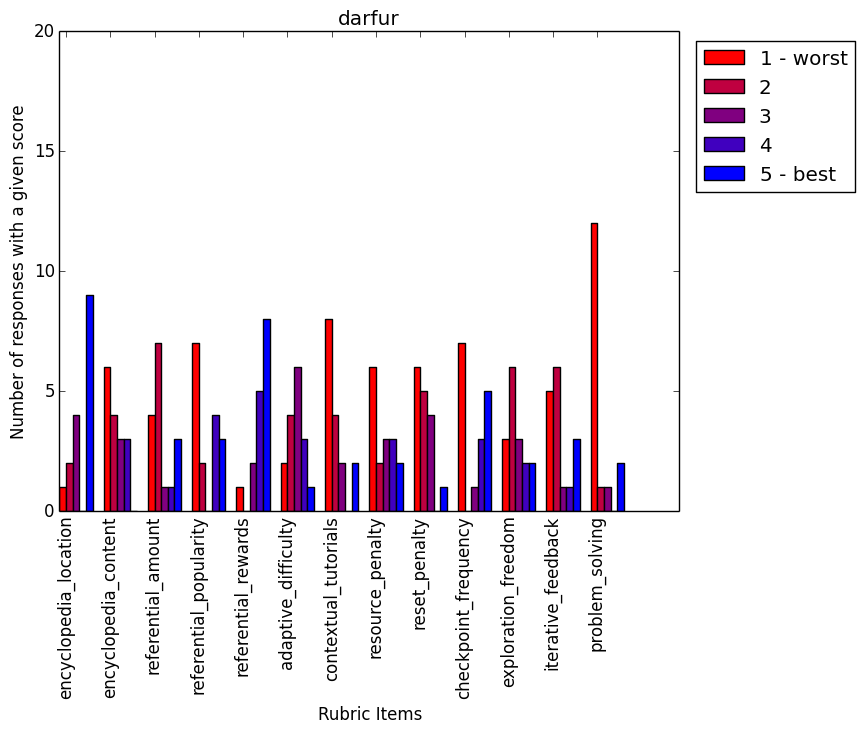 darfur
20
15
10
5
0
Number of responses with a given score
encyclopedia_location
encyclopedia_content
referential_amount
referential_popularity
referential_rewards
adaptive_difficulty
contextual_tutorials
resource_penalty
reset_penalty
checkpoint_frequency
exploration_freedom
iterative_feedback
problem_solving
Rubric Items
1 - worst
2
3
4
5 - best